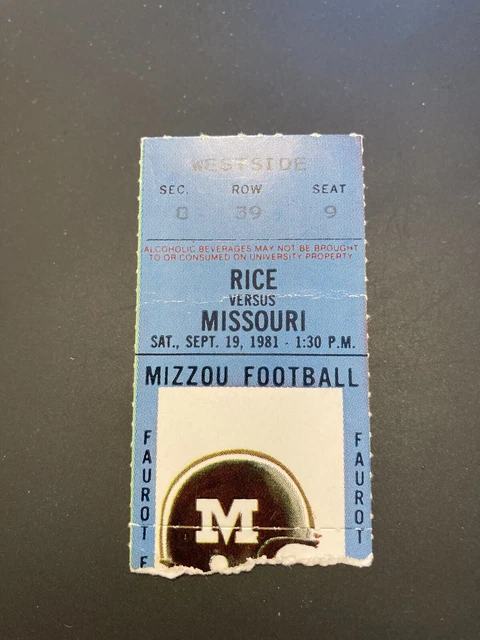 WESTSIDE
SEC. ROW SEAT
39 9
ALCOHOLIC BEVERAGES MAY NOT BE BROUGHT
TO OR CONSUMED ON UNIVERSITY PROPERTY
RICE
VERSUS
MISSOURI
SAT., SEPT. 19, 1981 - 1:30 P.M.
MIZZOU FOOTBALL
FAUROT F
M
FAUROT